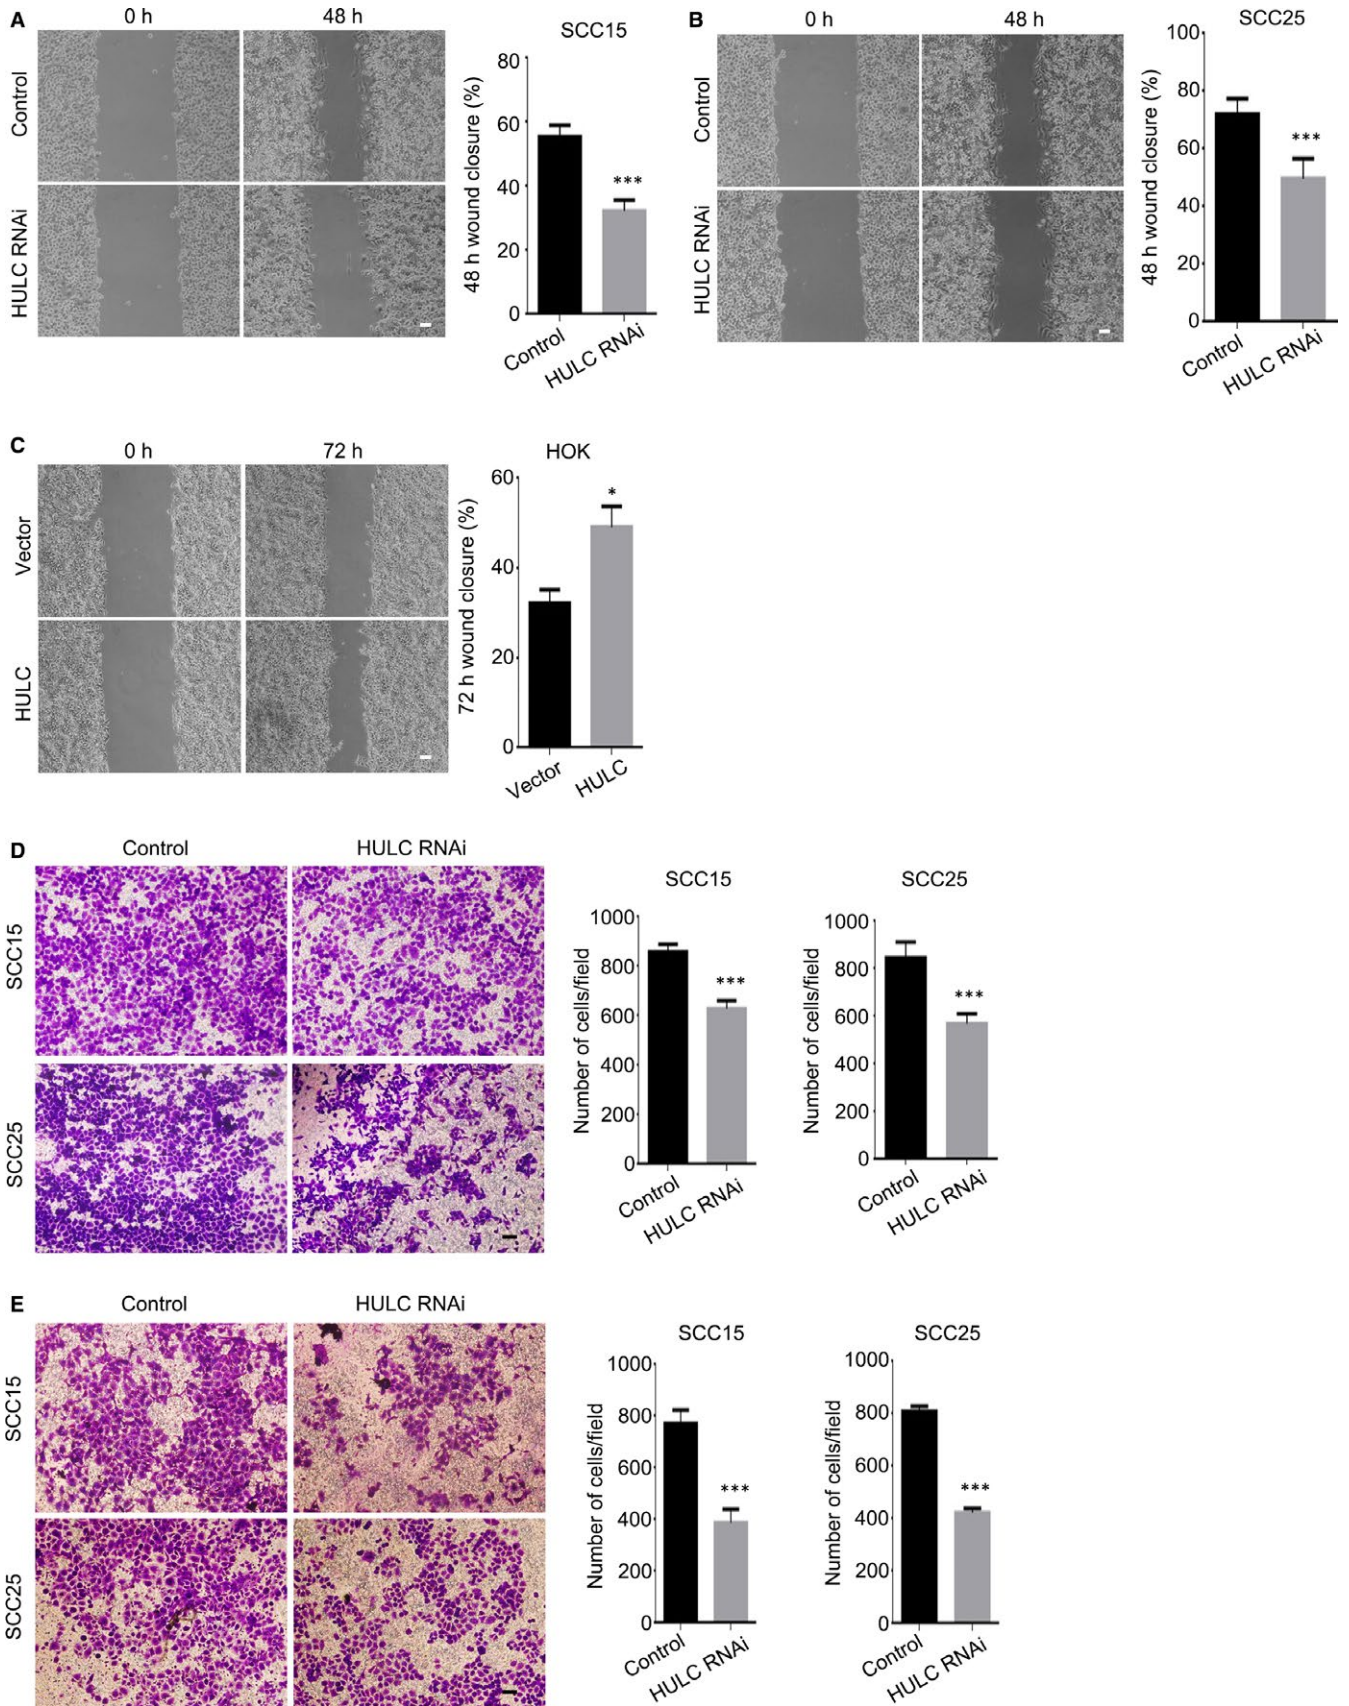 A
0 h
48 h
Control
HULC RNAi
SCC15
48 h wound closure (%)
80
60
40
20
0
***
Control
HULC RNAi
B
0 h
48 h
Control
HULC RNAi
SCC25
48 h wound closure (%)
100
80
60
40
20
0
***
Control
HULC RNAi
C
0 h
72 h
Vector
HULC
HOK
72 h wound closure (%)
60
40
20
0
*
Vector
HULC
D
Control
HULC RNAi
SCC15
SCC25
SCC15
Number of cells/field
1000
800
600
400
200
0
***
Control
HULC RNAi
SCC25
Number of cells/field
1000
800
600
400
200
0
***
Control
HULC RNAi
E
Control
HULC RNAi
SCC15
SCC25
SCC15
Number of cells/field
1000
800
600
400
200
0
***
Control
HULC RNAi
SCC25
Number of cells/field
1000
800
600
400
200
0
***
Control
HULC RNAi